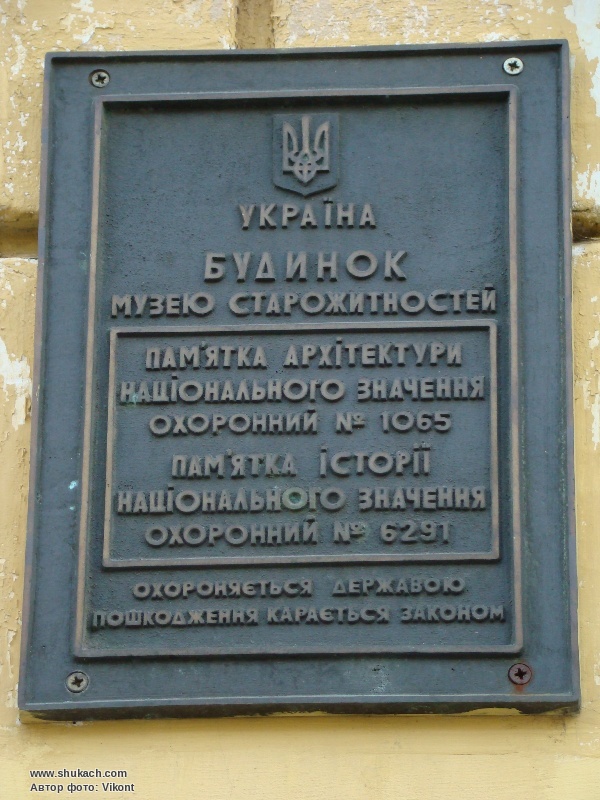 УКРАЇНА
БУДИНОК
МУЗЕЮ СТАРОЖИТНОСТЕЙ
ПАМ'ЯТКА АРХІТЕКТУРИ
НАЦІОНАЛЬНОГО ЗНАЧЕННЯ
ОХОРОННИЙ № 1065
ПАМ'ЯТКА ІСТОРІЇ
НАЦІОНАЛЬНОГО ЗНАЧЕННЯ
ОХОРОННИЙ № 6291
ОХОРОНЯЄТЬСЯ ДЕРЖАВОЮ
ПОШКОДЖЕННЯ КАРАЄТЬСЯ ЗАКОНОМ
www.shukach.com
Автор фото: Vikont